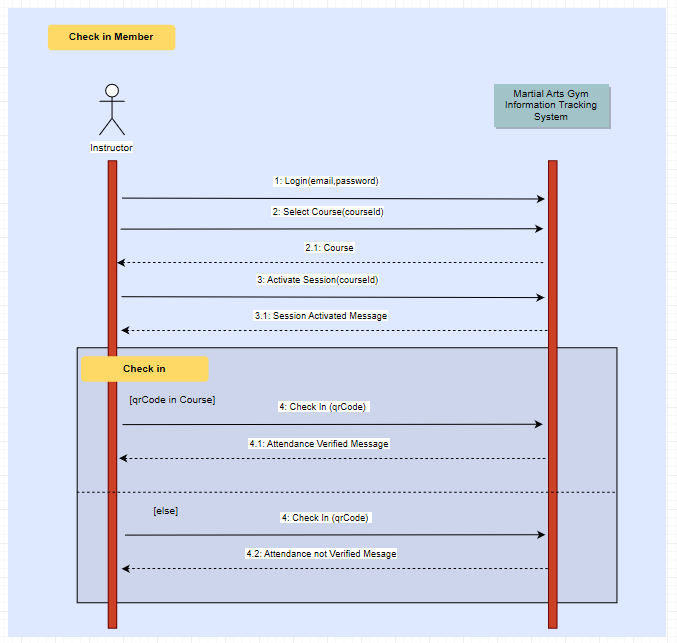 Check in Member
Martial Arts Gym
Information Tracking
System
Instructor
1: Login(email,password)
2: Select Course(courseId)
2.1: Course
3: Activate Session(courseId)
3.1: Session Activated Message
Check in
[qrCode in Course]
4: Check In (qrCode)
4.1: Attendance Verified Message
[else]
4: Check In (qrCode)
4.2: Attendance not Verified Mesage